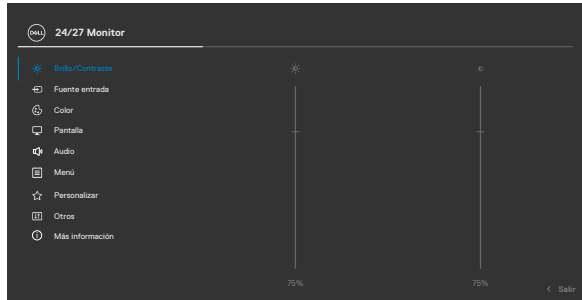 DELL 24/27 Monitor
Brillo/Contraste
Fuente entrada
Color
Pantalla
Audio
Menú
Personalizar
Otros
Más información
75% 75%
Salir